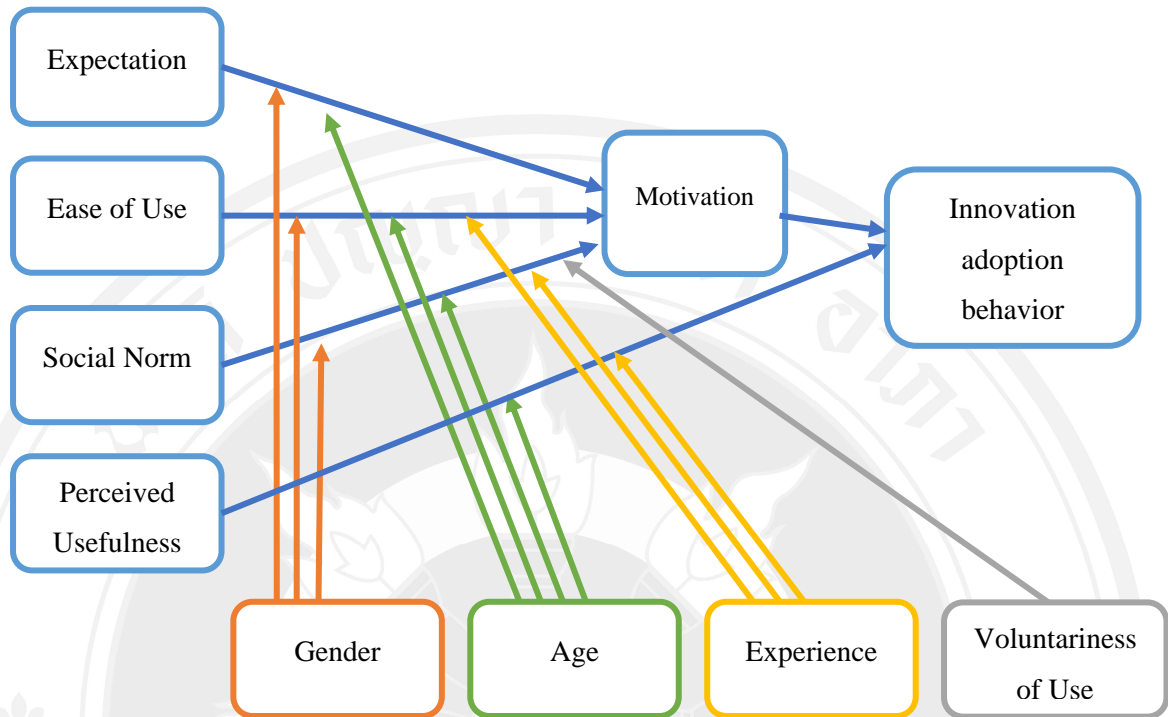 Expectation
Ease of Use
Social Norm
Perceived
Usefulness
Motivation
Innovation
adoption
behavior
Gender
Age
Experience
Voluntariness
of Use